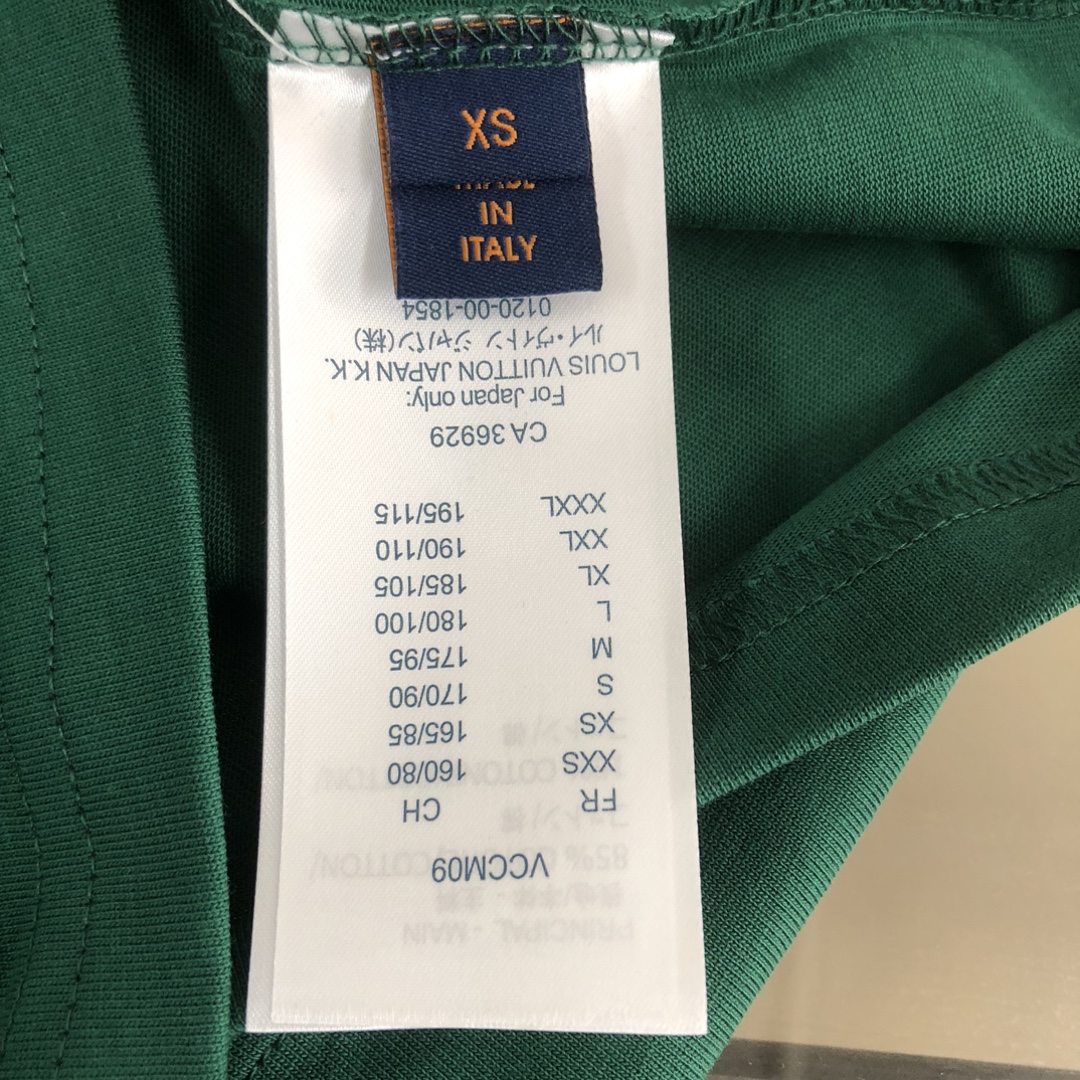 XS
IN
ITALY
PRINCIPAL - MAIN
VCCM09
FR CH
XXS 160/80
XS 165/85
S 170/90
M 175/95
L 180/100
XL 185/105
XXL 190/110
XXXL 195/115
CA 36929
For Japan only:
LOUIS VUITTON JAPAN K.K.
ルイ・ヴィトン ジャパン(株)
0120-00-1854